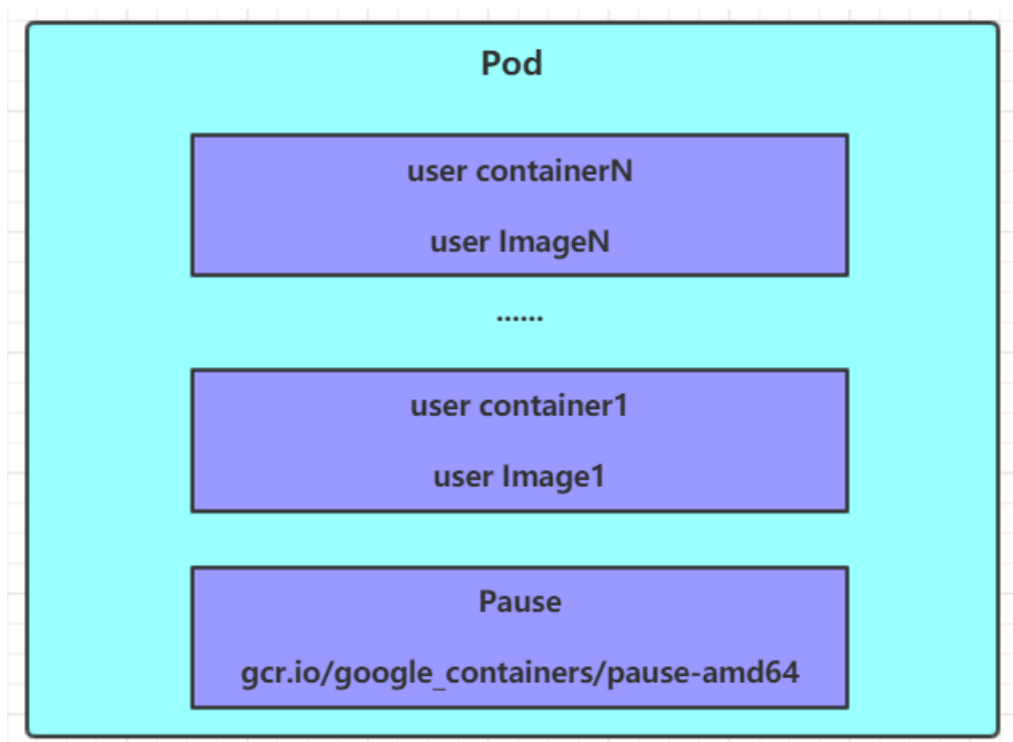 Pod
user containerN
user ImageN
......
user container1
user Image1
Pause
gcr.io/google_containers/pause-amd64